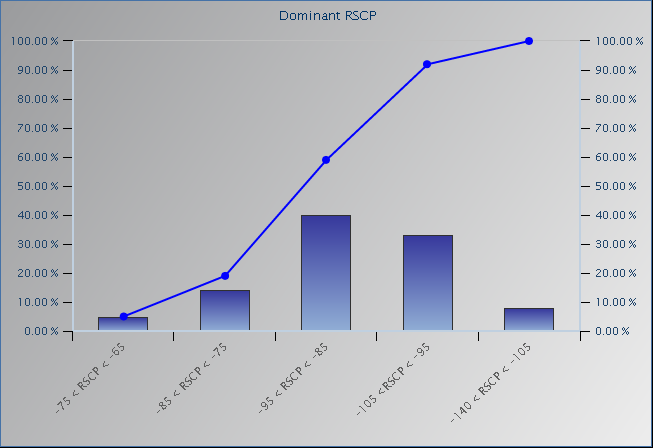 Dominant RSCP
100.00 % 100.00 %
90.00 % 90.00 %
80.00 % 80.00 %
70.00 % 70.00 %
60.00 % 60.00 %
50.00 % 50.00 %
40.00 % 40.00 %
30.00 % 30.00 %
20.00 % 20.00 %
10.00 % 10.00 %
0.00 % 0.00 %
-75 < RSCP < -65
-85 < RSCP < -75
-95 < RSCP < -85
-105 <RSCP < -95
-140 < RSCP < -105